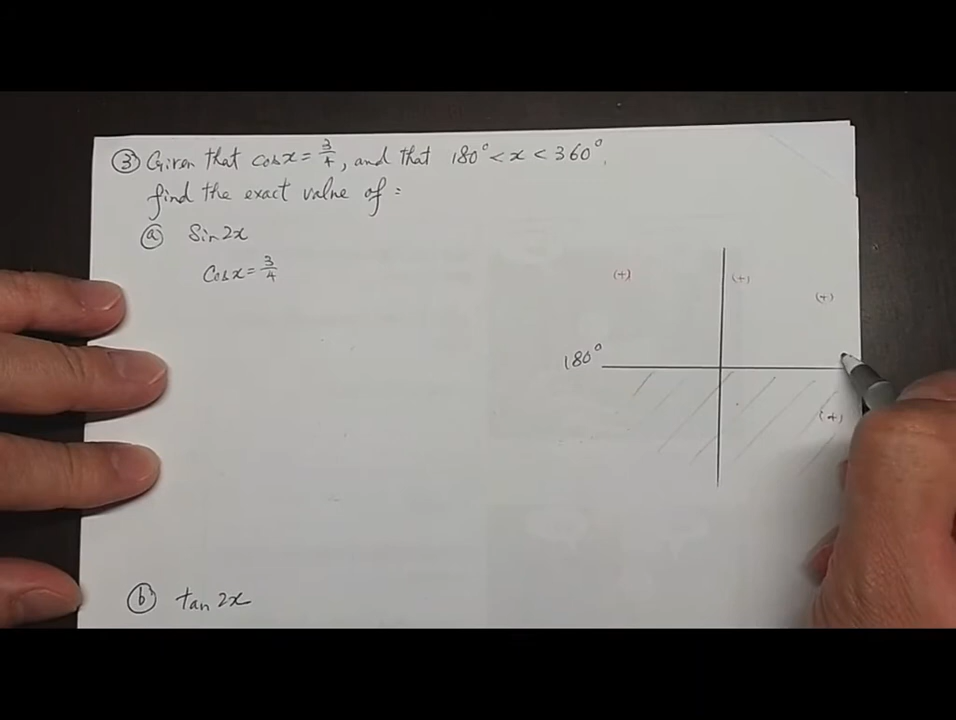 ③ Given that cos x = 3/4, and that 180° < x < 360°,
find the exact value of :
ⓐ Sin 2x
Cos x = 3/4
(+) (+) (+)
180°
(+)
ⓑ tan 2x